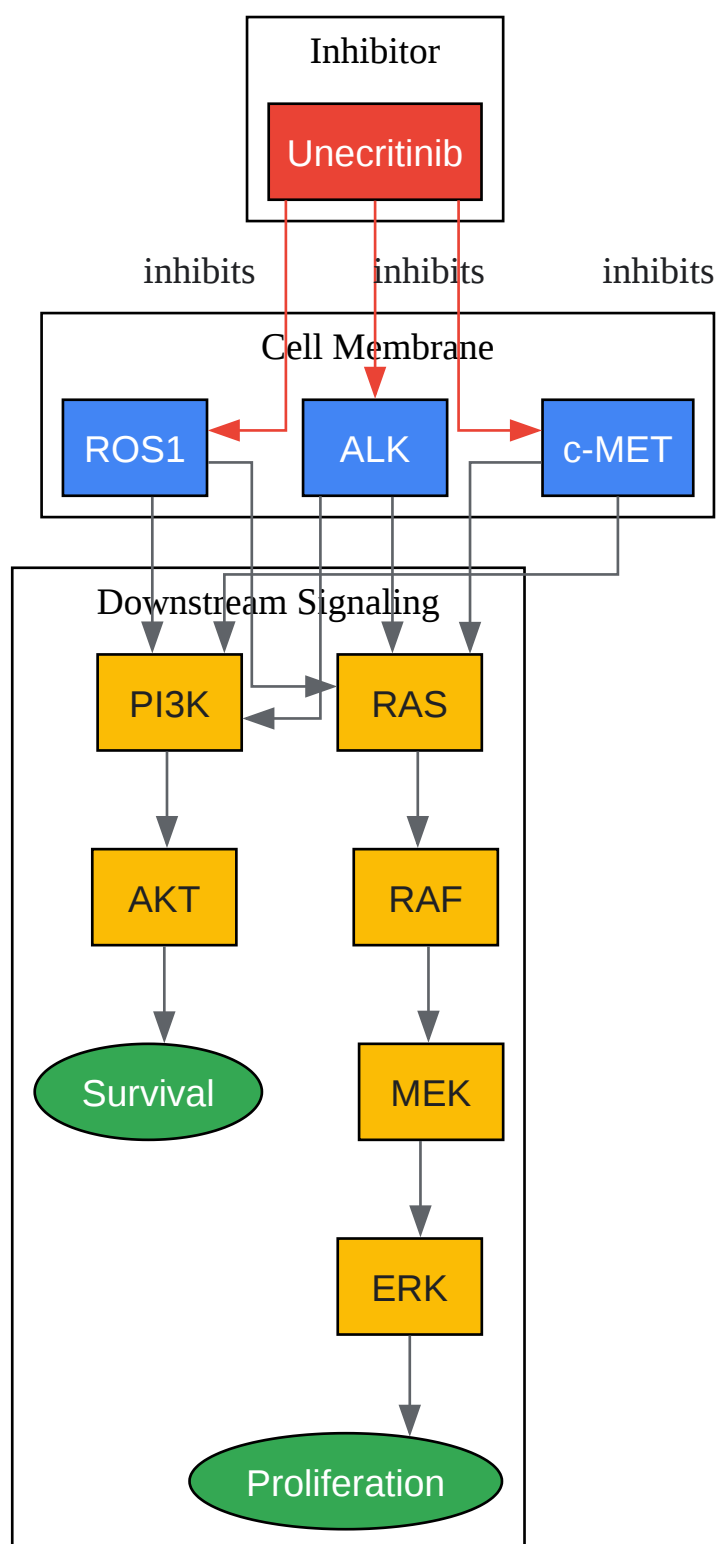 Inhibitor
Unecritinib
inhibits inhibits inhibits
Cell Membrane
ROS1 ALK c-MET
Downstream Signaling
PI3K RAS
AKT RAF
Survival MEK
ERK
Proliferation